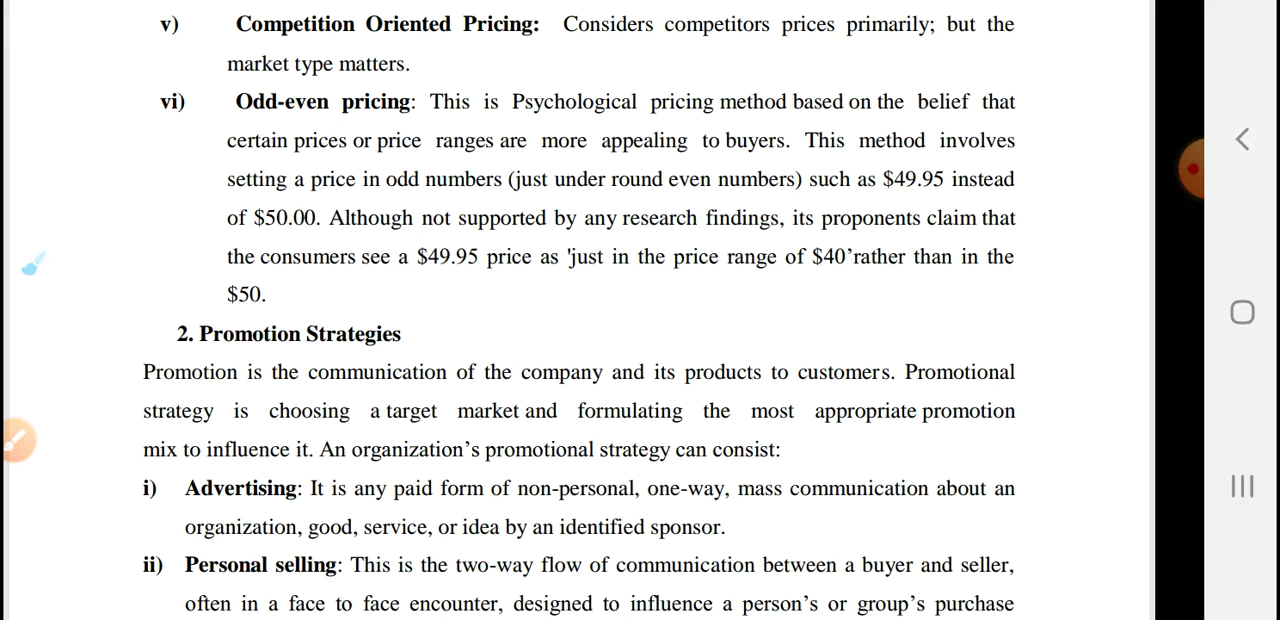 v) Competition Oriented Pricing: Considers competitors prices primarily; but the
market type matters.
vi) Odd-even pricing: This is Psychological pricing method based on the belief that
certain prices or price ranges are more appealing to buyers. This method involves
setting a price in odd numbers (just under round even numbers) such as $49.95 instead
of $50.00. Although not supported by any research findings, its proponents claim that
the consumers see a $49.95 price as 'just in the price range of $40’rather than in the
$50.
2. Promotion Strategies
Promotion is the communication of the company and its products to customers. Promotional
strategy is choosing a target market and formulating the most appropriate promotion
mix to influence it. An organization’s promotional strategy can consist:
i) Advertising: It is any paid form of non-personal, one-way, mass communication about an
organization, good, service, or idea by an identified sponsor.
ii) Personal selling: This is the two-way flow of communication between a buyer and seller,
often in a face to face encounter, designed to influence a person’s or group’s purchase